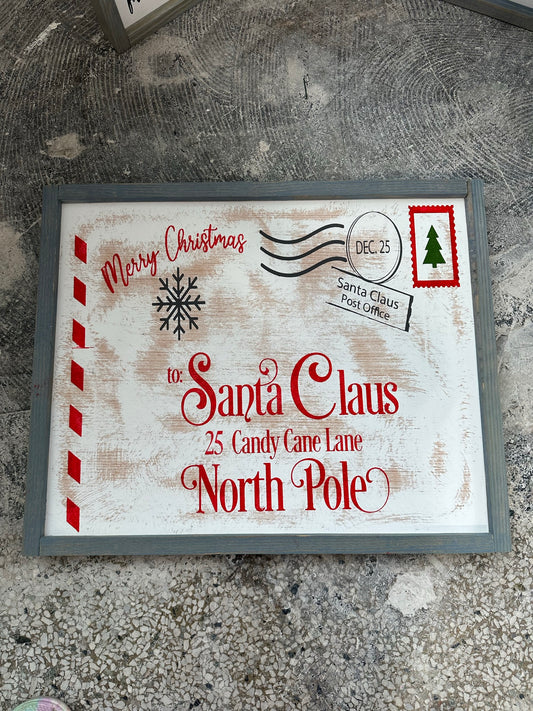 Merry Christmas
DEC. 25
Santa Claus
Post Office
to: Santa Claus
25 Candy Cane Lane
North Pole